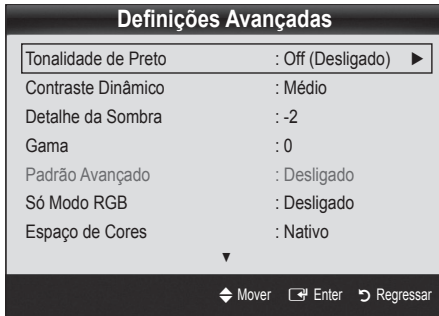 Definições Avançadas
Tonalidade de Preto : Off (Desligado) ►
Contraste Dinâmico : Médio
Detalhe da Sombra : -2
Gama : 0
Padrão Avançado : Desligado
Só Modo RGB : Desligado
Espaço de Cores : Nativo
▼
Mover Enter Regressar